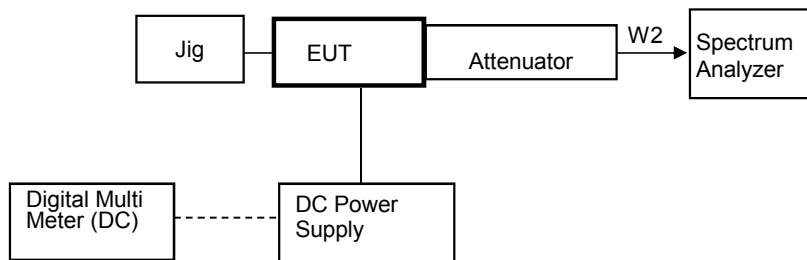 Jig
EUT
Attenuator
W2
Spectrum
Analyzer
Digital Multi
Meter (DC)
DC Power
Supply